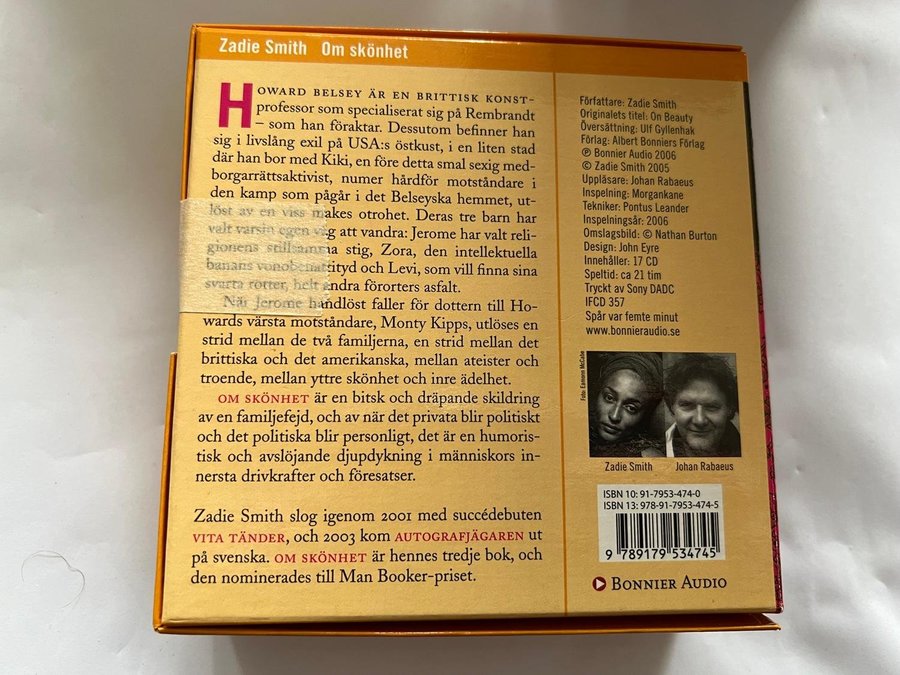 Zadie Smith Om skönhet
HOWARD BELSEY ÄR EN BRITTISK KONST-
professor som specialiserat sig på Rembrandt
– som han föraktar. Dessutom befinner han
sig i livslång exil på USA:s östkust, i en liten stad
där han bor med Kiki, en före detta smal sexig med-
borgarrättsaktivist, numer hårdför motståndare i
den kamp som pågår i det Belseyska hemmet, ut-
löst av en viss makes otrohet. Deras tre barn har
valt varsin egen väg att vandra: Jerome har valt reli-
gionens stillsamma stig, Zora, den intellektuella
banans vonobenattityd och Levi, som vill finna sina
svarta rötter, helt andra förorters asfalt.
När Jerome handlöst faller för dottern till Ho-
wards värsta motståndare, Monty Kipps, utlöses en
strid mellan de två familjerna, en strid mellan det
brittiska och det amerikanska, mellan ateister och
troende, mellan yttre skönhet och inre ädelhet.
OM SKÖNHET är en bitsk och dräpande skildring
av en familjefejd, och av när det privata blir politiskt
och det politiska blir personligt, det är en humoris-
tisk och avslöjande djupdykning i människors in-
nersta drivkrafter och föresatser.
Zadie Smith slog igenom 2001 med succédebuten
VITA TÄNDER, och 2003 kom AUTOGRAFJÄGAREN ut
på svenska. OM SKÖNHET är hennes tredje bok, och
den nominerades till Man Booker-priset.
Författare: Zadie Smith
Originalets titel: On Beauty
Översättning: Ulf Gyllenhak
Förlag: Albert Bonniers Förlag
℗ Bonnier Audio 2006
© Zadie Smith 2005
Uppläsare: Johan Rabaeus
Inspelning: Morgankane
Tekniker: Pontus Leander
Inspelningsår: 2006
Omslagsbild: © Nathan Burton
Design: John Eyre
Innehåller: 17 CD
Speltid: ca 21 tim
Tryckt av Sony DADC
IFCD 357
Spår var femte minut
www.bonnieraudio.se
Foto: Eamonn McCabe
Zadie Smith Johan Rabaeus
ISBN 10: 91-7953-474-0
ISBN 13: 978-91-7953-474-5
9 789179 534745
BONNIER AUDIO